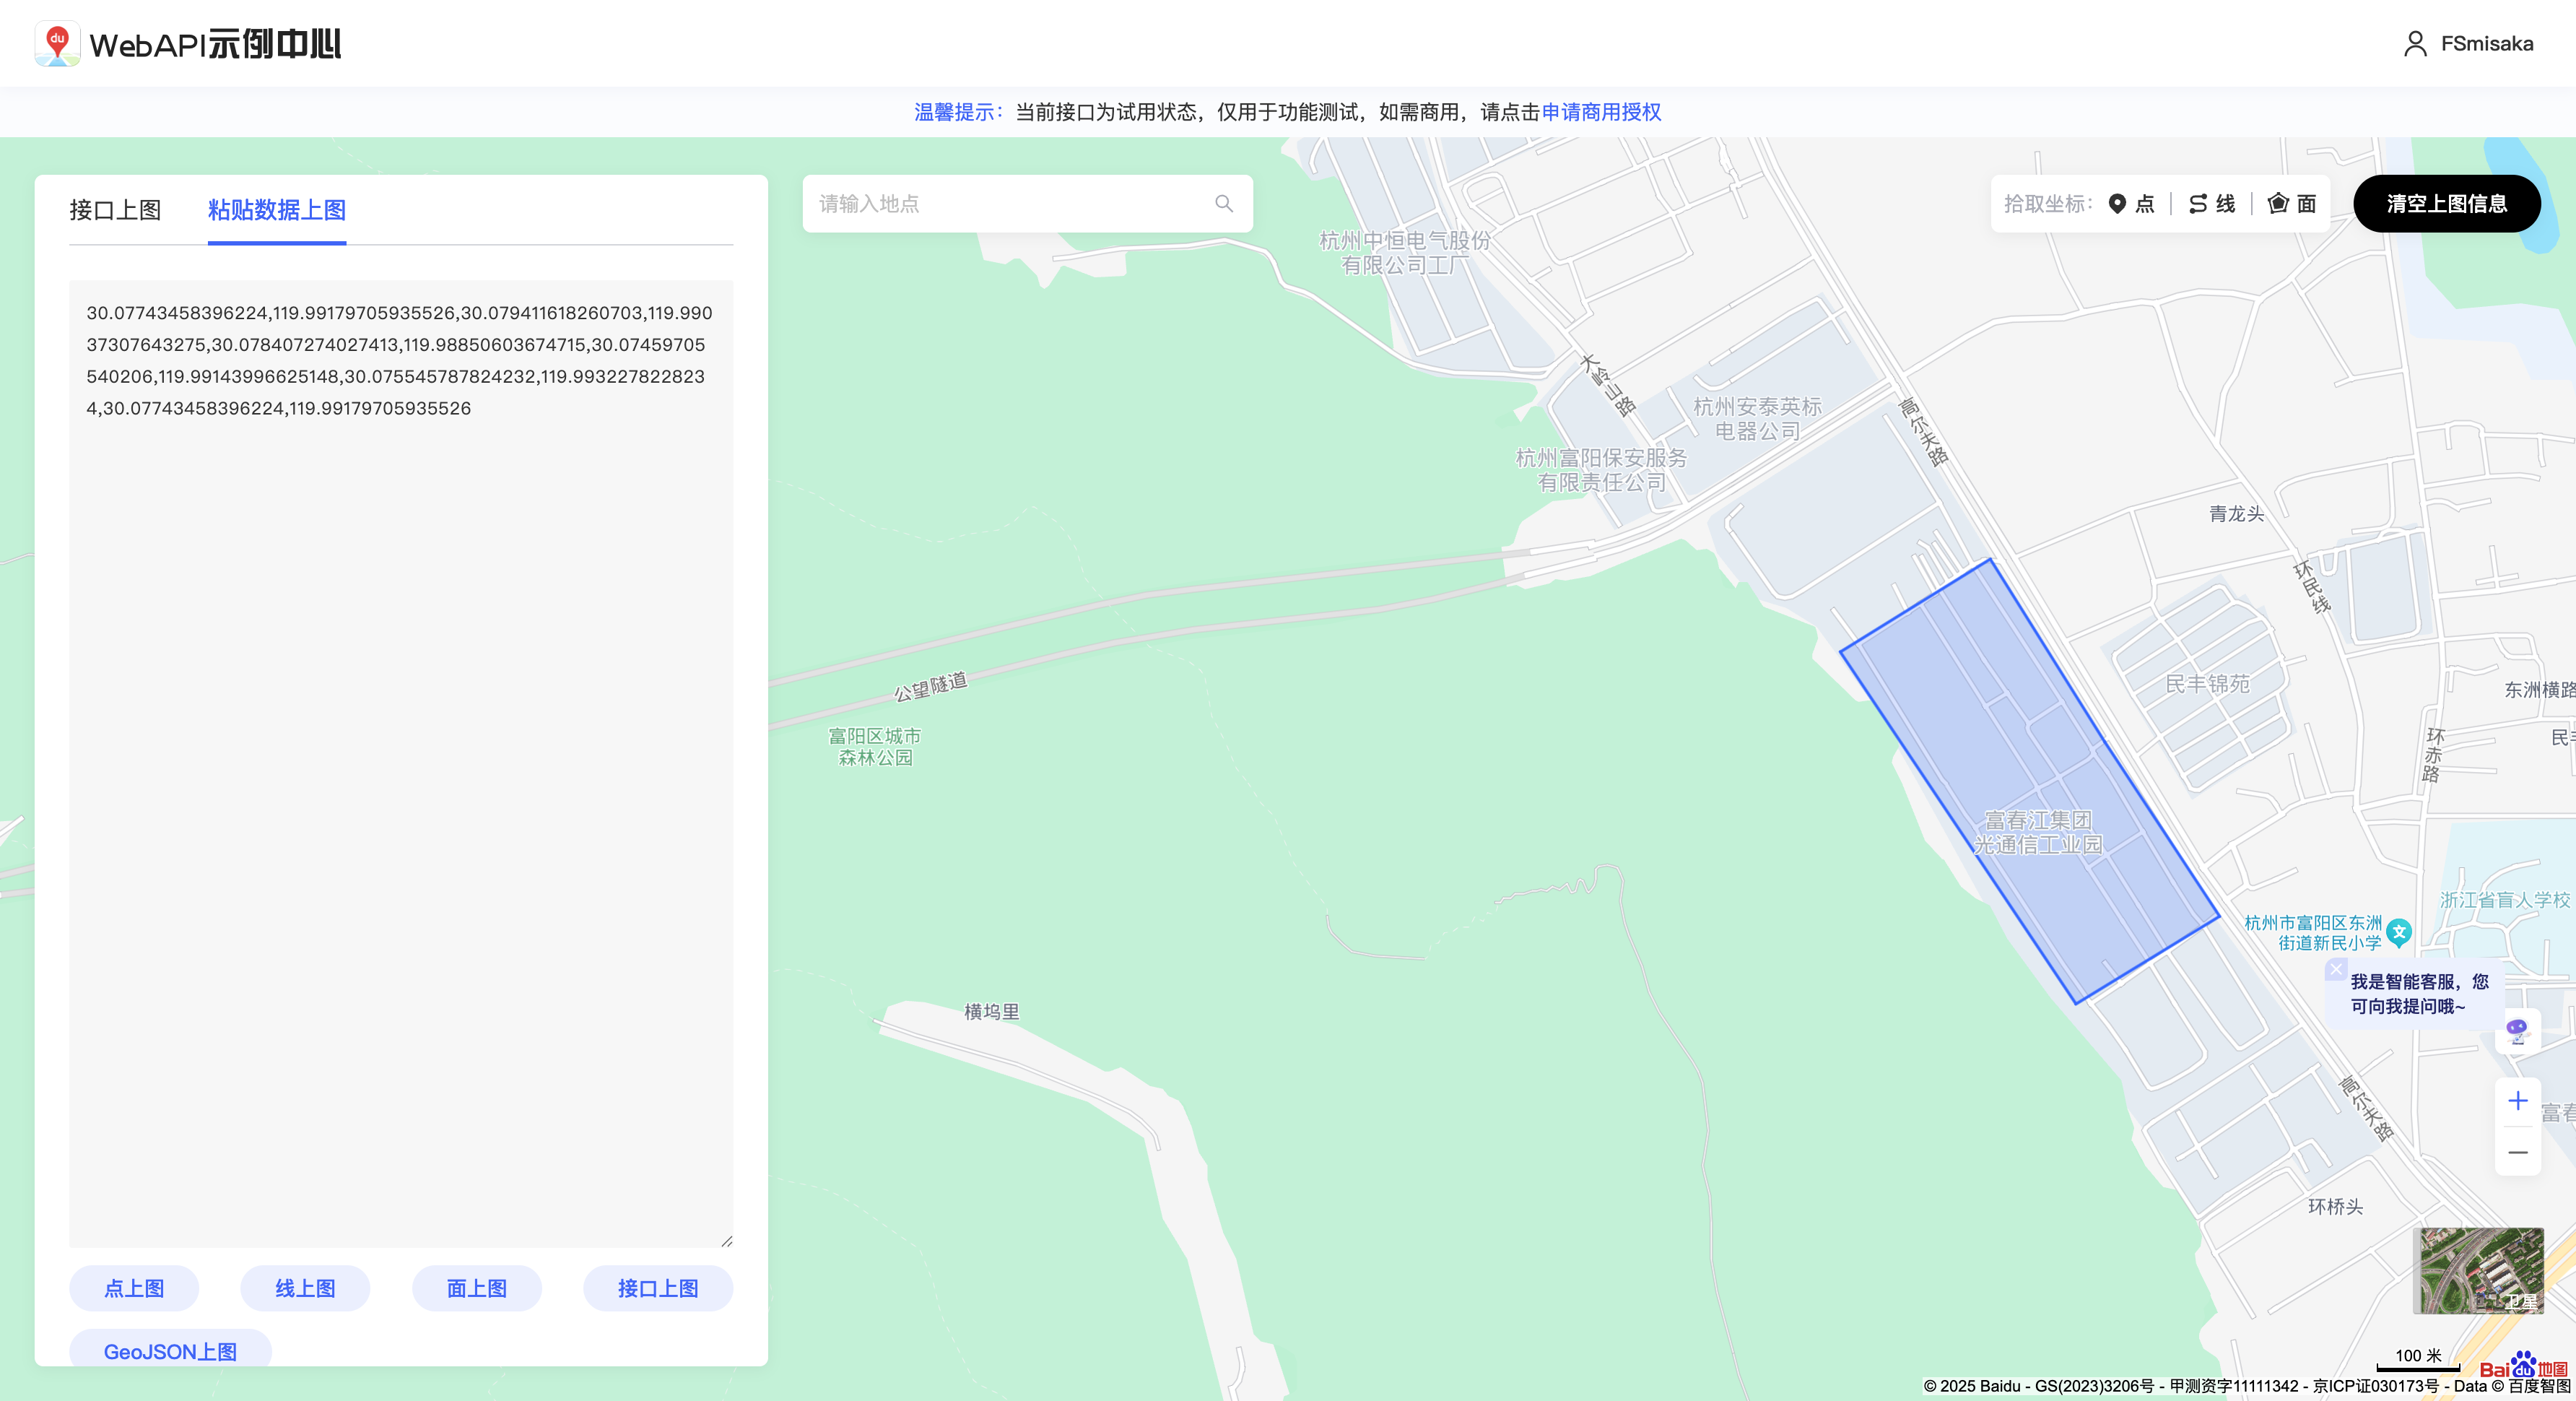 du WebAPI示例中心
FSmisaka
温馨提示：当前接口为试用状态，仅用于功能测试，如需商用，请点击申请商用授权
接口上图
粘贴数据上图
30.07743458396224,119.99179705935526,30.079411618260703,119.990
37307643275,30.078407274027413,119.98850603674715,30.07459705
540206,119.99143996625148,30.075545787824232,119.993227822823
4,30.07743458396224,119.99179705935526
点上图
线上图
面上图
接口上图
GeoJSON上图
请输入地点
拾取坐标：
点
线
面
清空上图信息
杭州中恒电气股份
有限公司工厂
大岭山路
杭州安泰英标
电器公司
高尔夫路
杭州富阳保安服务
有限责任公司
青龙头
环民线
民丰锦苑
东洲横路
公望隧道
富阳区城市
森林公园
环赤路
富春江集团
光通信工业园
浙江省盲人学校
杭州市富阳区东洲
街道新民小学
文
我是智能客服，您
可向我提问哦~
横坞里
高尔夫路
富春
环桥头
卫星
100 米
Bai du 地图
© 2025 Baidu - GS(2023)3206号 - 甲测资字11111342 - 京ICP证030173号 - Data © 百度智图